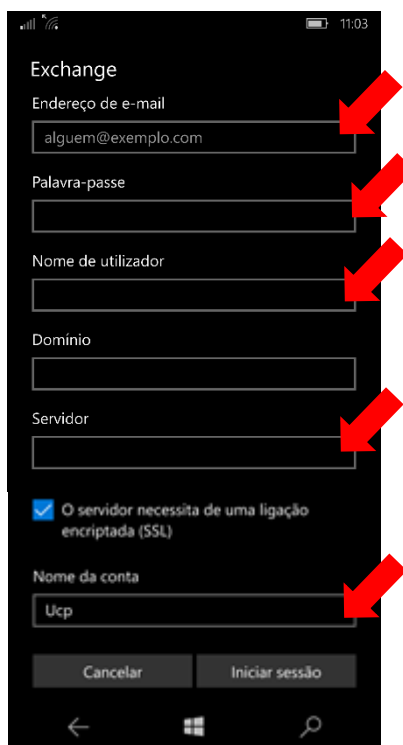 11:03
Exchange
Endereço de e-mail
alguem@exemplo.com
Palavra-passe
Nome de utilizador
Domínio
Servidor
O servidor necessita de uma ligação
encriptada (SSL)
Nome da conta
Ucp
Cancelar
Iniciar sessão